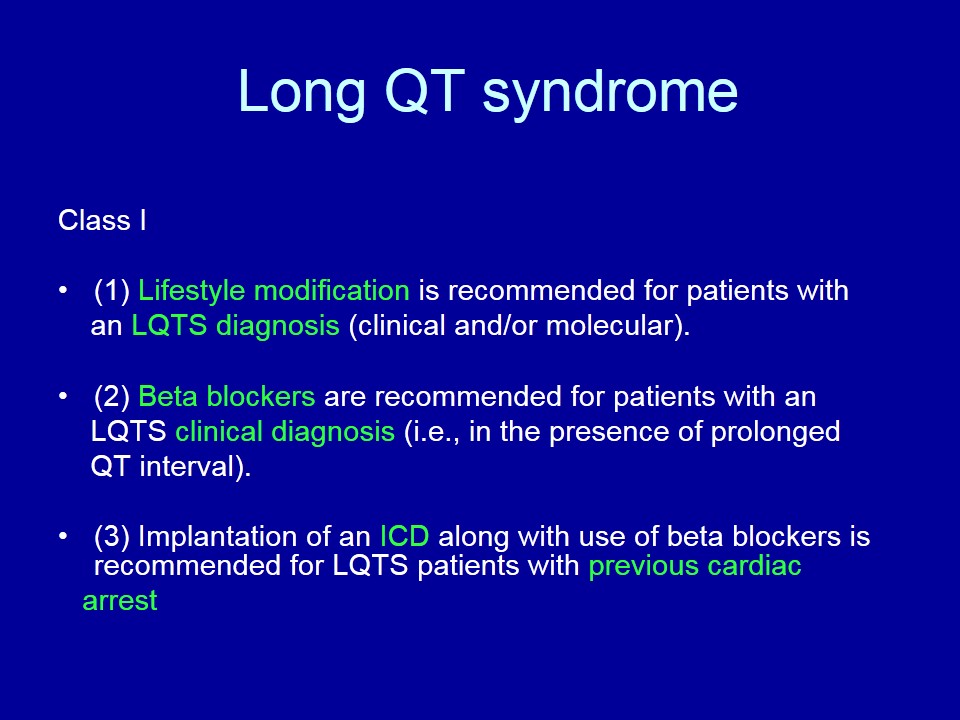 Long QT syndrome
Class I
• (1) Lifestyle modification is recommended for patients with
an LQTS diagnosis (clinical and/or molecular).
• (2) Beta blockers are recommended for patients with an
LQTS clinical diagnosis (i.e., in the presence of prolonged
QT interval).
• (3) Implantation of an ICD along with use of beta blockers is
recommended for LQTS patients with previous cardiac
arrest